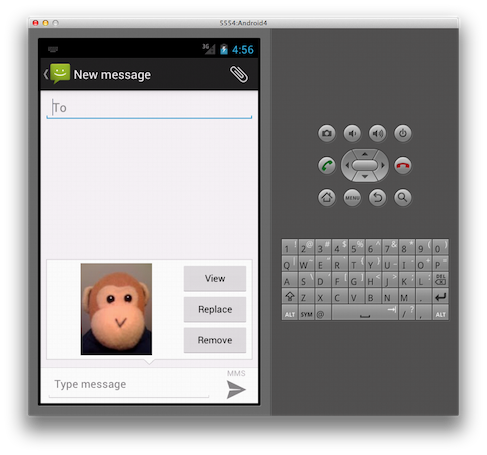 5554:Android4
3G 4:56
New message
To
View
Replace
Remove
MMS
Type message
MENU
1 ! 2 @ 3 # 4 $ 5 % 6 ^ 7 & 8 * 9 ( 0 )
Q W E R T Y U I O P
A S D F G H J K L DEL
Z X C V B N M .
ALT SYM @ / ? , ALT